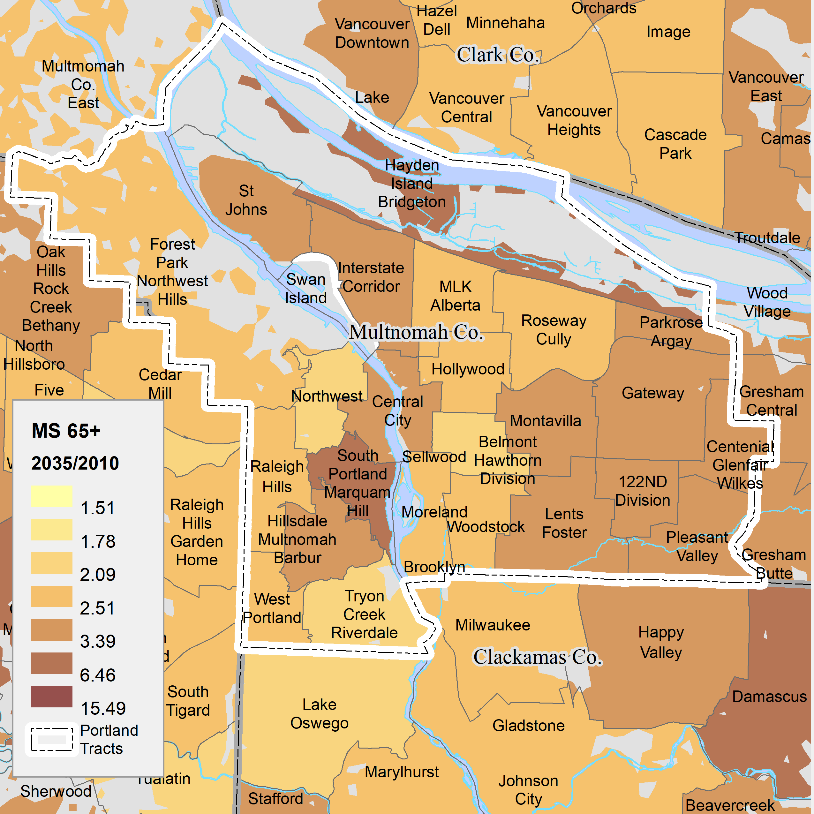 Hazel
Dell
Minnehaha
Orchards
Vancouver
Downtown
Image
Clark Co.
Multmomah
Co.
East
Vancouver
East
Lake
Vancouver
Central
Vancouver
Heights
Cascade
Park
Camas
Hayden
Island
Bridgeton
St
Johns
Troutdale
Oak
Hills
Rock
Creek
Bethany
Forest
Park
Northwest
Hills
Swan
Island
Interstate
Corridor
MLK
Alberta
Wood
Village
Multnomah Co.
Roseway
Cully
Parkrose
Argay
North
Hillsboro
Five
Cedar
Mill
Hollywood
Northwest
Central
City
Gateway
Gresham
Central
Montavilla
MS 65+
2035/2010
1.51
1.78
2.09
2.51
3.39
6.46
15.49
Portland
Tracts
Belmont
Hawthorn
Division
Sellwood
South
Portland
Marquam
Hill
Raleigh
Hills
Centenial
Glenfair
Wilkes
122ND
Division
Raleigh
Hills
Garden
Home
Hillsdale
Multnomah
Barbur
Moreland
Woodstock
Lents
Foster
Pleasant
Valley
Gresham
Butte
Brooklyn
West
Portland
Tryon
Creek
Riverdale
Milwaukee
Happy
Valley
Clackamas Co.
South
Tigard
Lake
Oswego
Damascus
Gladstone
Tualatin
Marylhurst
Johnson
City
Sherwood
Stafford
Beavercreek